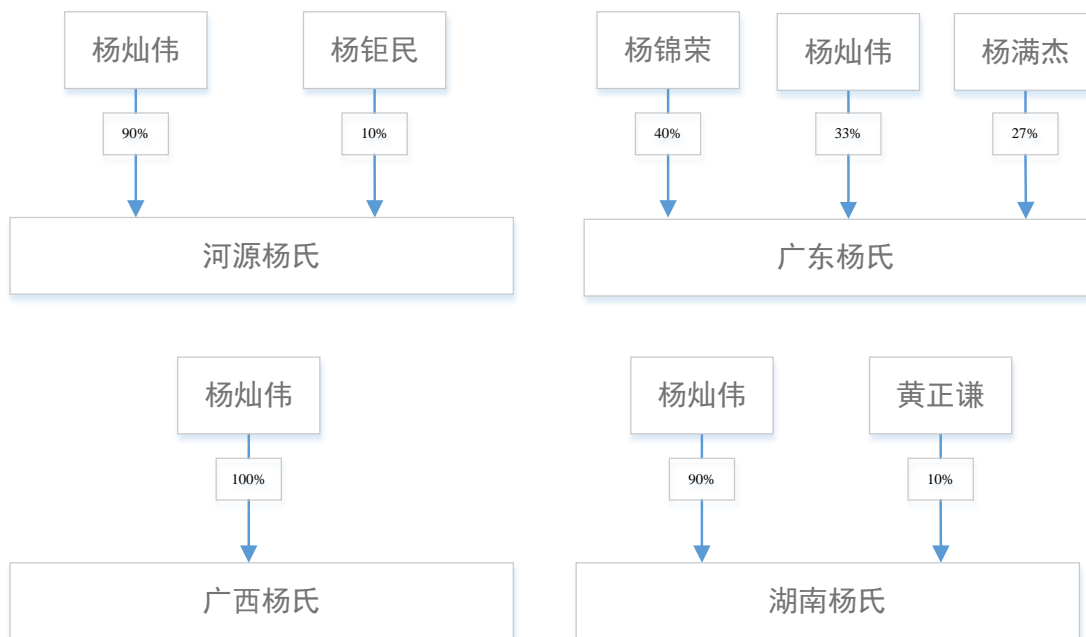 杨灿伟
杨钜民
杨锦荣
杨灿伟
杨满杰
90%
10%
40%
33%
27%
河源杨氏
广东杨氏
杨灿伟
杨灿伟
黄正谦
100%
90%
10%
广西杨氏
湖南杨氏